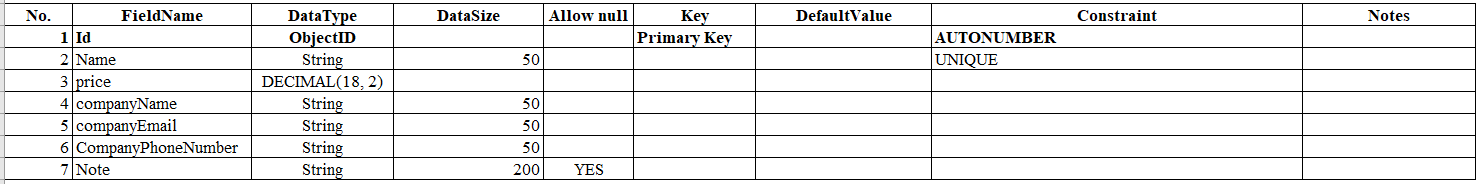 No. FieldName DataType DataSize Allow null Key DefaultValue Constraint Notes
1 Id ObjectID Primary Key AUTONUMBER
2 Name String 50 UNIQUE
3 price DECIMAL(18, 2)
4 companyName String 50
5 companyEmail String 50
6 CompanyPhoneNumber String 50
7 Note String 200 YES